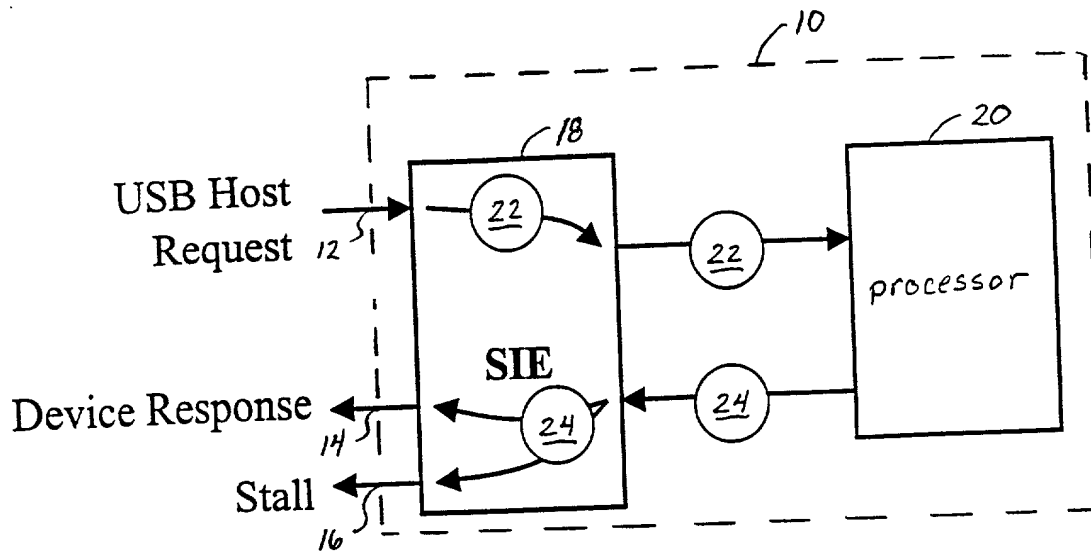 10
18
20
USB Host
Request
12
22
22
processor
SIE
Device Response
14
24
24
Stall
16